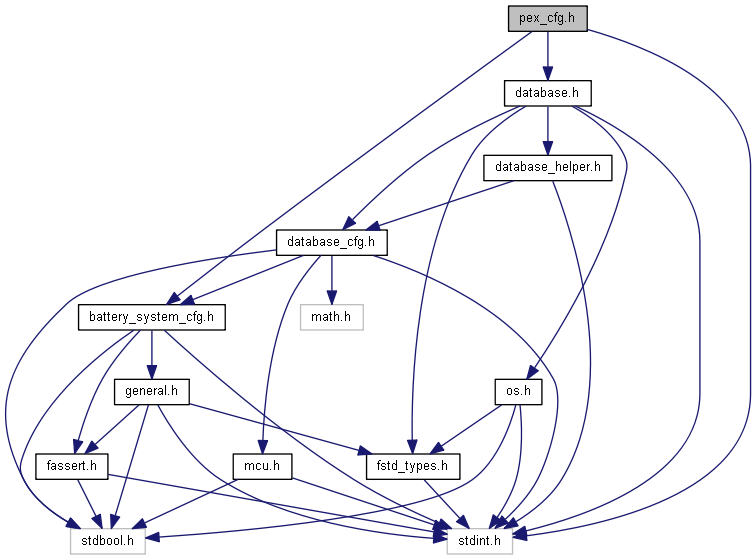 pex_cfg.h
database.h
database_helper.h
database_cfg.h
battery_system_cfg.h
math.h
general.h
os.h
fassert.h
mcu.h
fstd_types.h
stdbool.h
stdint.h